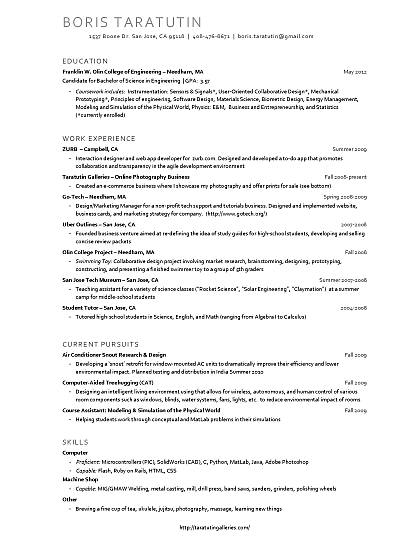 BORIS TARATUTIN
1537 Boone Dr. San Jose, CA 95118 | 408-476-8671 | boris.taratutin@gmail.com
EDUCATION
Franklin W. Olin College of Engineering – Needham, MA May 2012
Candidate for Bachelor of Science in Engineering | GPA: 3.57
- Coursework includes: Instrumentation: Sensors & Signals*, User-Oriented Collaborative Design*, Mechanical
Prototyping*, Principles of engineering, Software Design, Materials Science, Biometric Design, Energy Management,
Modeling and Simulation of the Physical World, Physics: E&M, Business and Entrepreneurship, and Statistics
(*currently enrolled)
WORK EXPERIENCE
ZURB – Campbell, CA Summer 2009
- Interaction designer and web app developer for zurb.com. Designed and developed a to-do app that promotes
collaboration and transparency in the agile development environment
Taratutin Galleries – Online Photography Business Fall 2008-present
- Created an e-commerce business where I showcase my photography and offer prints for sale (see bottom)
Go-Tech – Needham, MA Spring 2008-2009
- Design/Marketing Manager for a non-profit tech support and tutorials business. Designed and implemented website,
business cards, and marketing strategy for company. (http://www.gotech.org/)
Uber Outlines – San Jose, CA 2007-2008
- Founded business venture aimed at re-defining the idea of study guides for high-school students, developing and selling
concise review packets
Olin College Project – Needham, MA Fall 2008
- Swimming Toy: Collaborative design project involving market research, brainstorming, designing, prototyping,
constructing, and presenting a finished swimmer toy to a group of 4th graders
San Jose Tech Museum – San Jose, CA Summer 2007-2008
- Teaching assistant for a variety of science classes ("Rocket Science", "Solar Engineering", "Claymation") at a summer
camp for middle-school students
Student Tutor – San Jose, CA 2004-2008
- Tutored high-school students in Science, English, and Math (ranging from Algebra I to Calculus)
CURRENT PURSUITS
Air Conditioner Snout Research & Design Fall 2009
- Developing a 'snout' retrofit for window-mounted AC units to dramatically improve their efficiency and lower
environmental impact. Planned testing and distribution in India Summer 2010
Computer-Aided Treehugging (CAT) Fall 2009
- Designing an intelligent living environment using that allows for wireless, autonomous, and human control of various
room components such as windows, blinds, water systems, fans, lights, etc. to reduce environmental impact of rooms
Course Assistant: Modeling & Simulation of the Physical World Fall 2009
- Helping students work through conceptual and MatLab problems in their simulations
SKILLS
Computer
- Proficient: Microcontrollers (PIC), SolidWorks (CAD), C, Python, MatLab, Java, Adobe Photoshop
- Capable: Flash, Ruby on Rails, HTML, CSS
Machine Shop
- Capable: MIG/GMAW Welding, metal casting, mill, drill press, band saws, sanders, grinders, polishing wheels
Other
- Brewing a fine cup of tea, ukulele, jujitsu, photography, massage, learning new things
http://taratutingalleries.com/